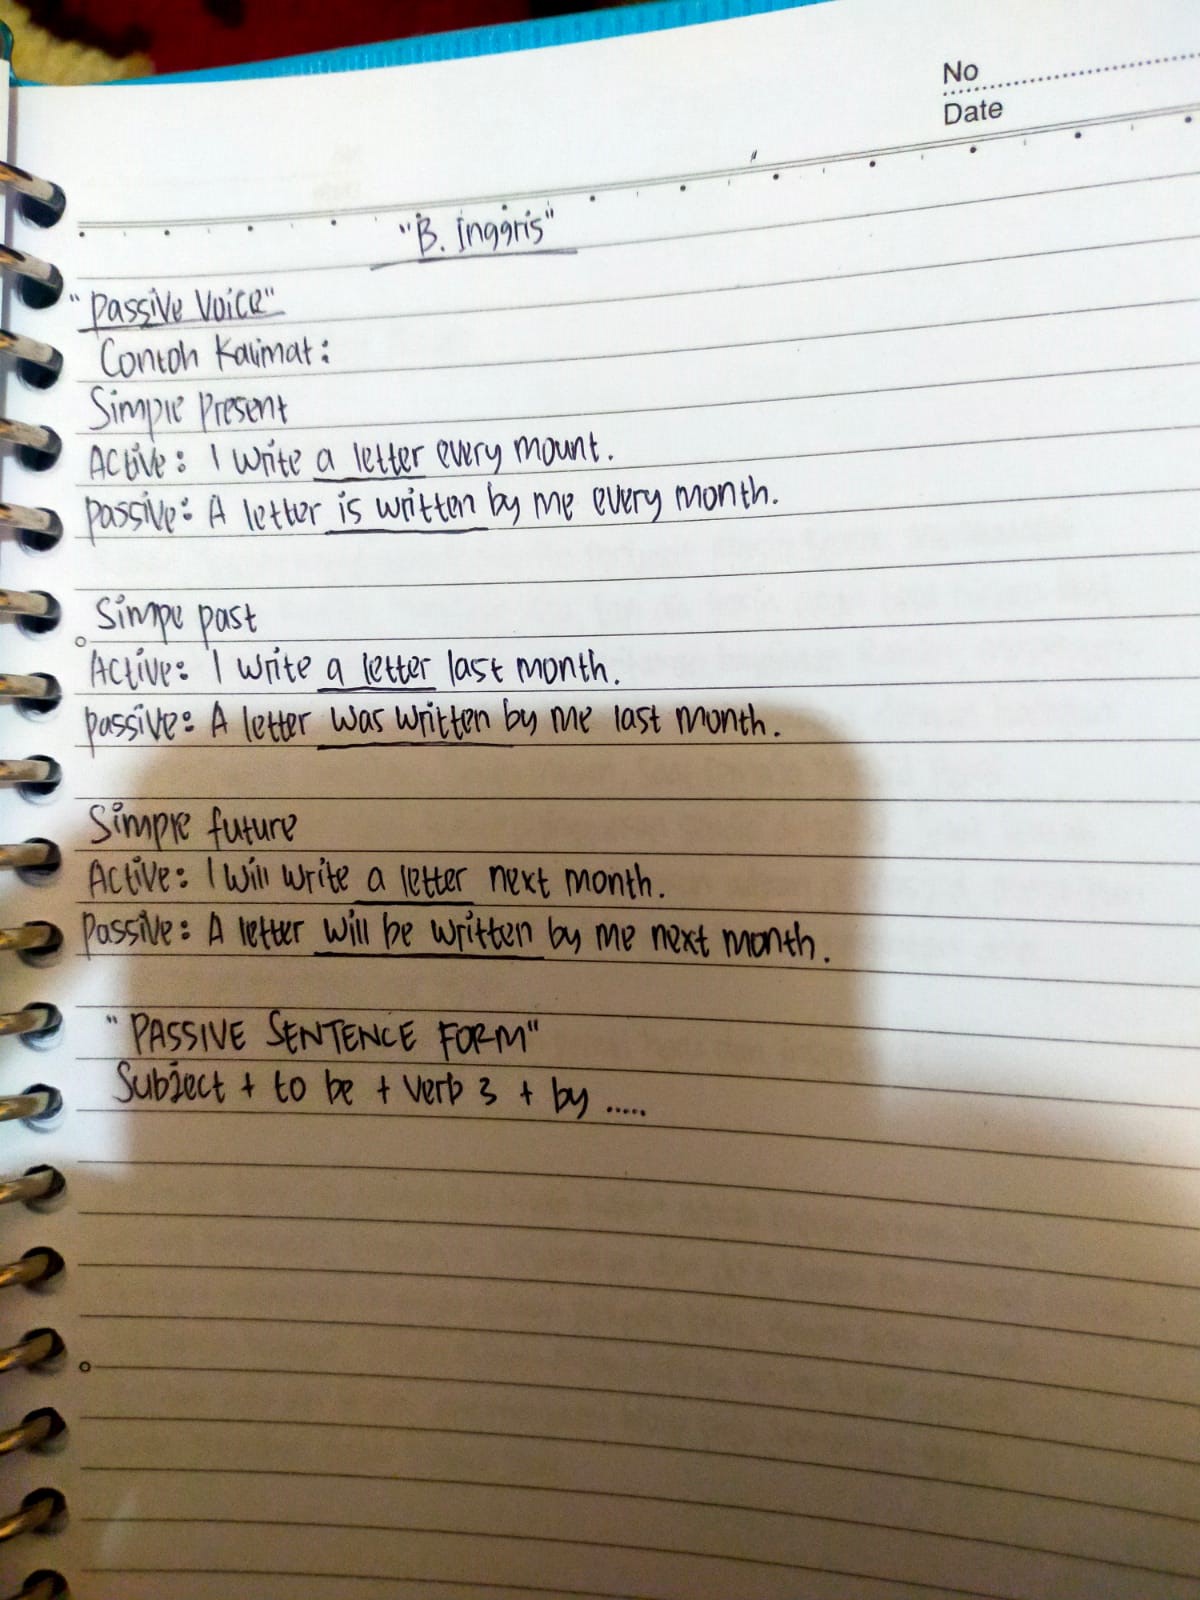 No
Date
"B. Inggris"
"Passive Voice"
Contoh Kalimat:
Simple Present
Active: I write a letter every mount.
Passive: A letter is written by me every month.
Simpe past
Active: I write a letter last month.
Passive: A letter was written by me last month.
Simple future
Active: I will write a letter next month.
Passive: A letter will be written by me next month.
"PASSIVE SENTENCE FORM"
Subject + to be + verb 3 + by .....